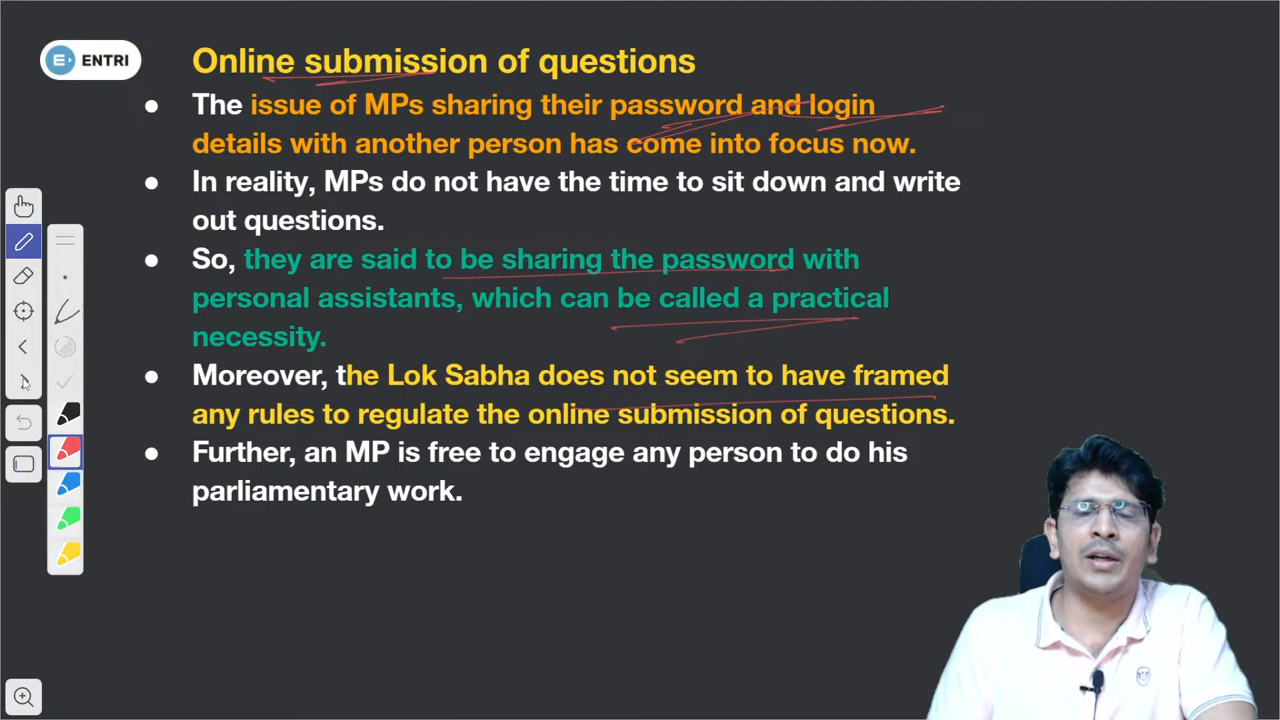 ENTRI
Online submission of questions
● The issue of MPs sharing their password and login
details with another person has come into focus now.
● In reality, MPs do not have the time to sit down and write
out questions.
● So, they are said to be sharing the password with
personal assistants, which can be called a practical
necessity.
● Moreover, the Lok Sabha does not seem to have framed
any rules to regulate the online submission of questions.
● Further, an MP is free to engage any person to do his
parliamentary work.